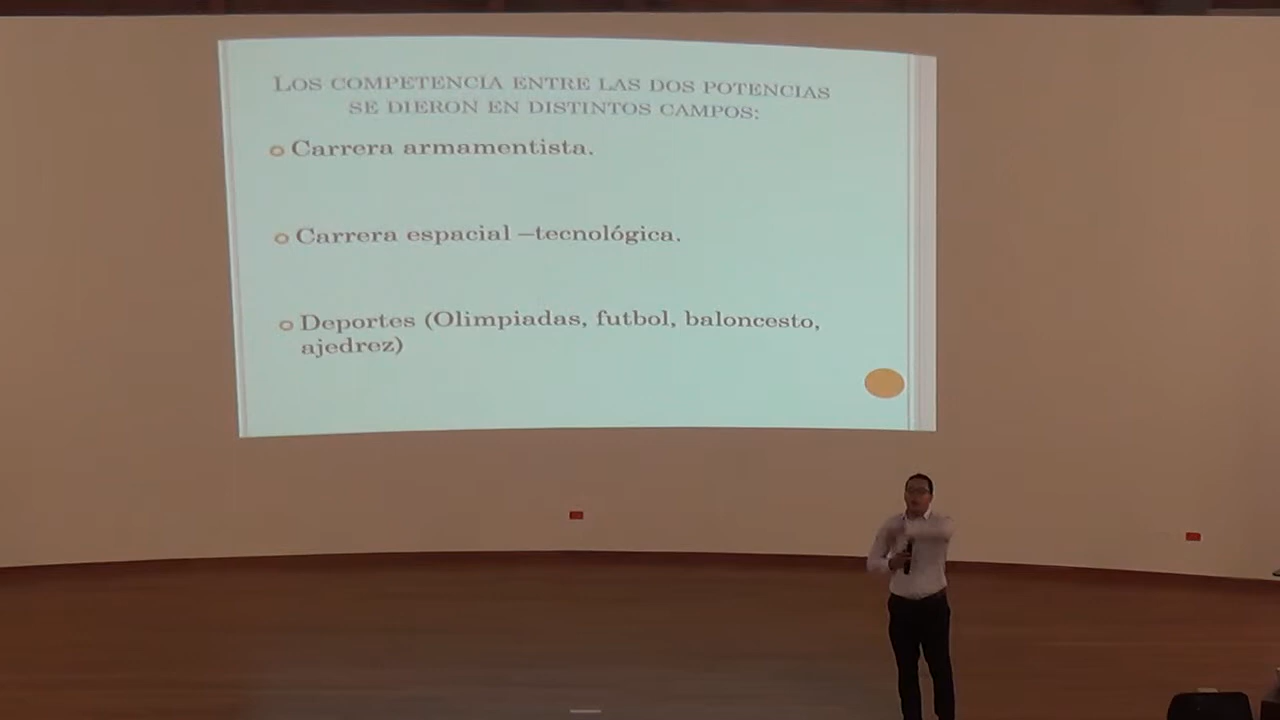 LOS COMPETENCIA ENTRE LAS DOS POTENCIAS
SE DIERON EN DISTINTOS CAMPOS:
Carrera armamentista.
Carrera espacial –tecnológica.
Deportes (Olimpiadas, futbol, baloncesto,
ajedrez)